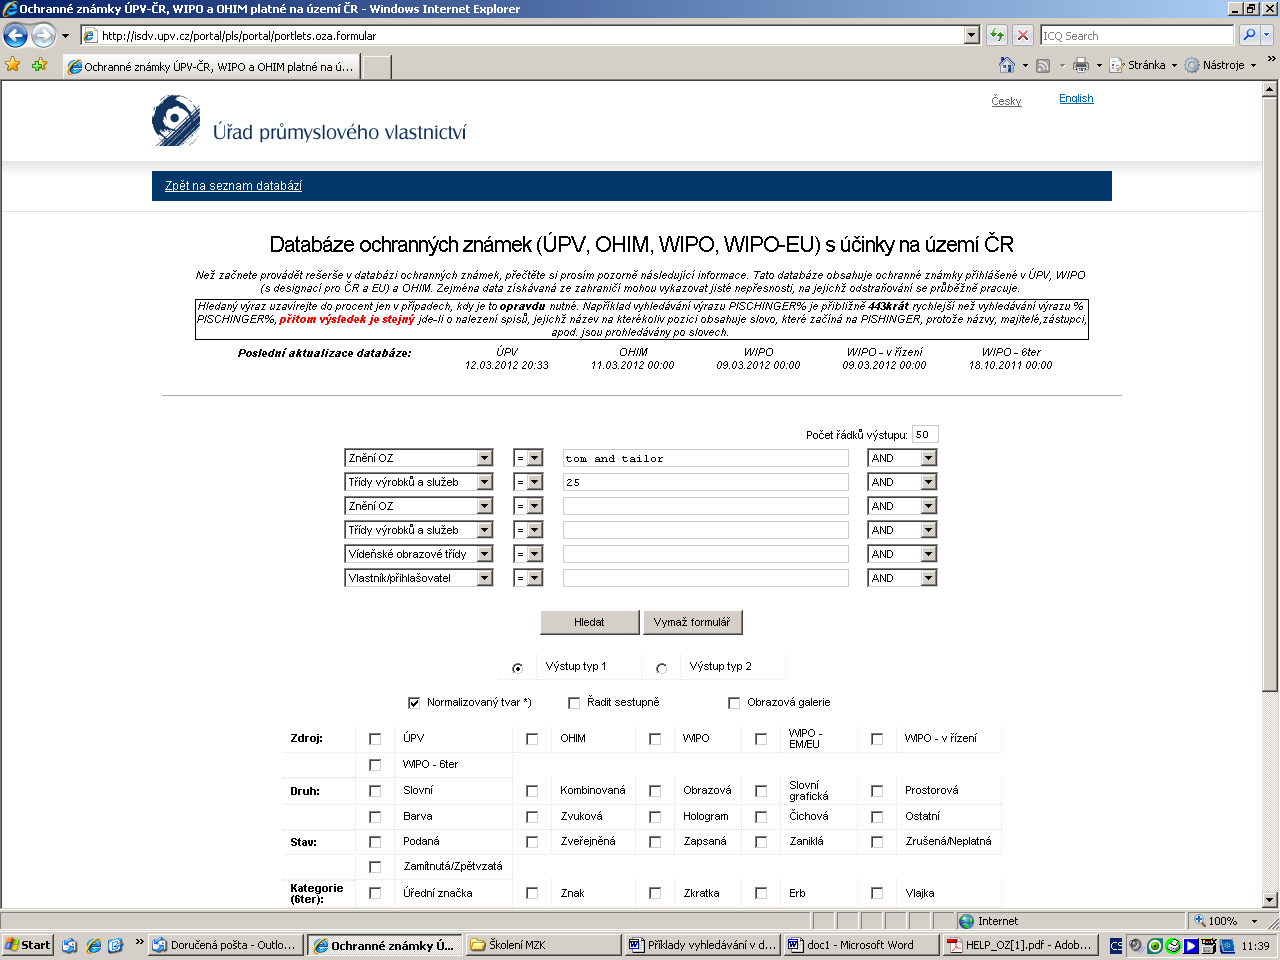 Ochranné známky ÚPV-ČR, WIPO a OHIM platné na území ČR - Windows Internet Explorer
http://isdv.upv.cz/portal/pls/portal/portlets.oza.formular
ICQ Search
Ochranné známky ÚPV-ČR, WIPO a OHIM platné na ú...
Stránka
Nástroje
Česky
English
Úřad průmyslového vlastnictví
Zpět na seznam databází
Databáze ochranných známek (ÚPV, OHIM, WIPO, WIPO-EU) s účinky na území ČR
Než začnete provádět rešerše v databázi ochranných známek, přečtěte si prosím pozorně následující informace. Tato databáze obsahuje ochranné známky přihlášené v ÚPV, WIPO
(s designací pro ČR a EU) a OHIM. Zejména data získávaná ze zahraničí mohou vykazovat jisté nepřesnosti, na jejichž odstraňování se průběžně pracuje.
Hledaný výraz uzavírejte do procent jen v případech, kdy je to opravdu nutné. Například vyhledávání výrazu PISCHINGER% je přibližně 443krát rychlejší než vyhledávání výrazu %
PISCHINGER%, přitom výsledek je stejný jde-li o nalezení spisů, jejichž název na kterékoliv pozici obsahuje slovo, které začíná na PISHINGER, protože názvy, majitelé,zástupci,
apod. jsou prohledávány po slovech.
Poslední aktualizace databáze: ÚPV OHIM WIPO WIPO - v řízení WIPO - 6ter
12.03.2012 20:33 11.03.2012 00:00 09.03.2012 00:00 09.03.2012 00:00 18.10.2011 00:00
Počet řádků výstupu: 50
Znění OZ = tom and tailor AND
Třídy výrobků a služeb = 25 AND
Znění OZ = AND
Třídy výrobků a služeb = AND
Vídeňské obrazové třídy = AND
Vlastník/přihlašovatel = AND
Hledat Vymaž formulář
Výstup typ 1 Výstup typ 2
Normalizovaný tvar *) Řadit sestupně Obrazová galerie
Zdroj: ÚPV OHIM WIPO WIPO - EM/EU WIPO - v řízení
WIPO - 6ter
Druh: Slovní Kombinovaná Obrazová Slovní grafická Prostorová
Barva Zvuková Hologram Čichová Ostatní
Stav: Podaná Zveřejněná Zapsaná Zaniklá Zrušená/Neplatná
Zamítnutá/Zpětvzatá
Kategorie (6ter): Úřední značka Znak Zkratka Erb Vlajka
Internet 100%
Start Doručená pošta - Outlo... Ochranné známky Ú... Školení MZK Příklady vyhledávání v d... doc1 - Microsoft Word HELP_OZ[1].pdf - Adob... CS 11:39